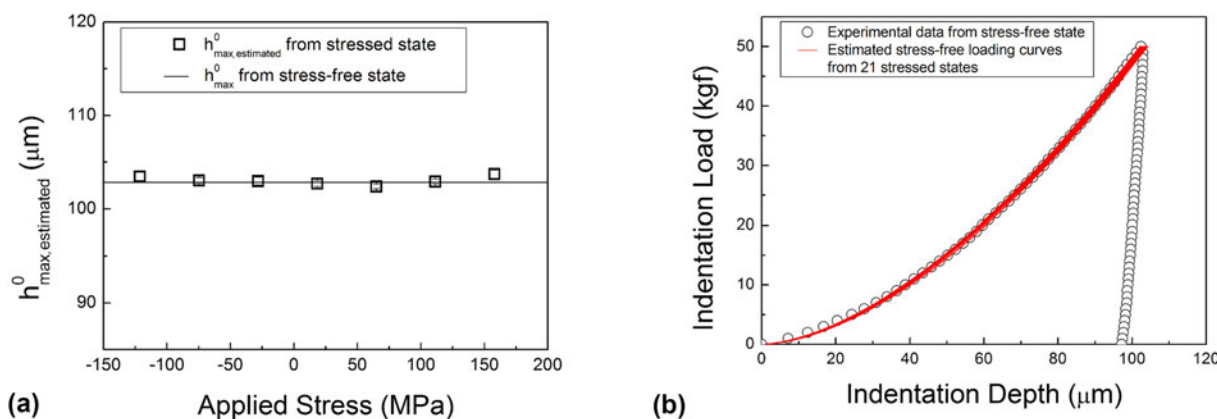 120
110
100
90
-150 -100 -50 0 50 100 150 200
h⁰max,estimated (μm)
Applied Stress (MPa)
h⁰max,estimated from stressed state
h⁰max from stress-free state
(a)
60
50
40
30
20
10
0
0 20 40 60 80 100 120
Indentation Load (kgf)
Indentation Depth (μm)
Experimental data from stress-free state
Estimated stress-free loading curves
from 21 stressed states
(b)